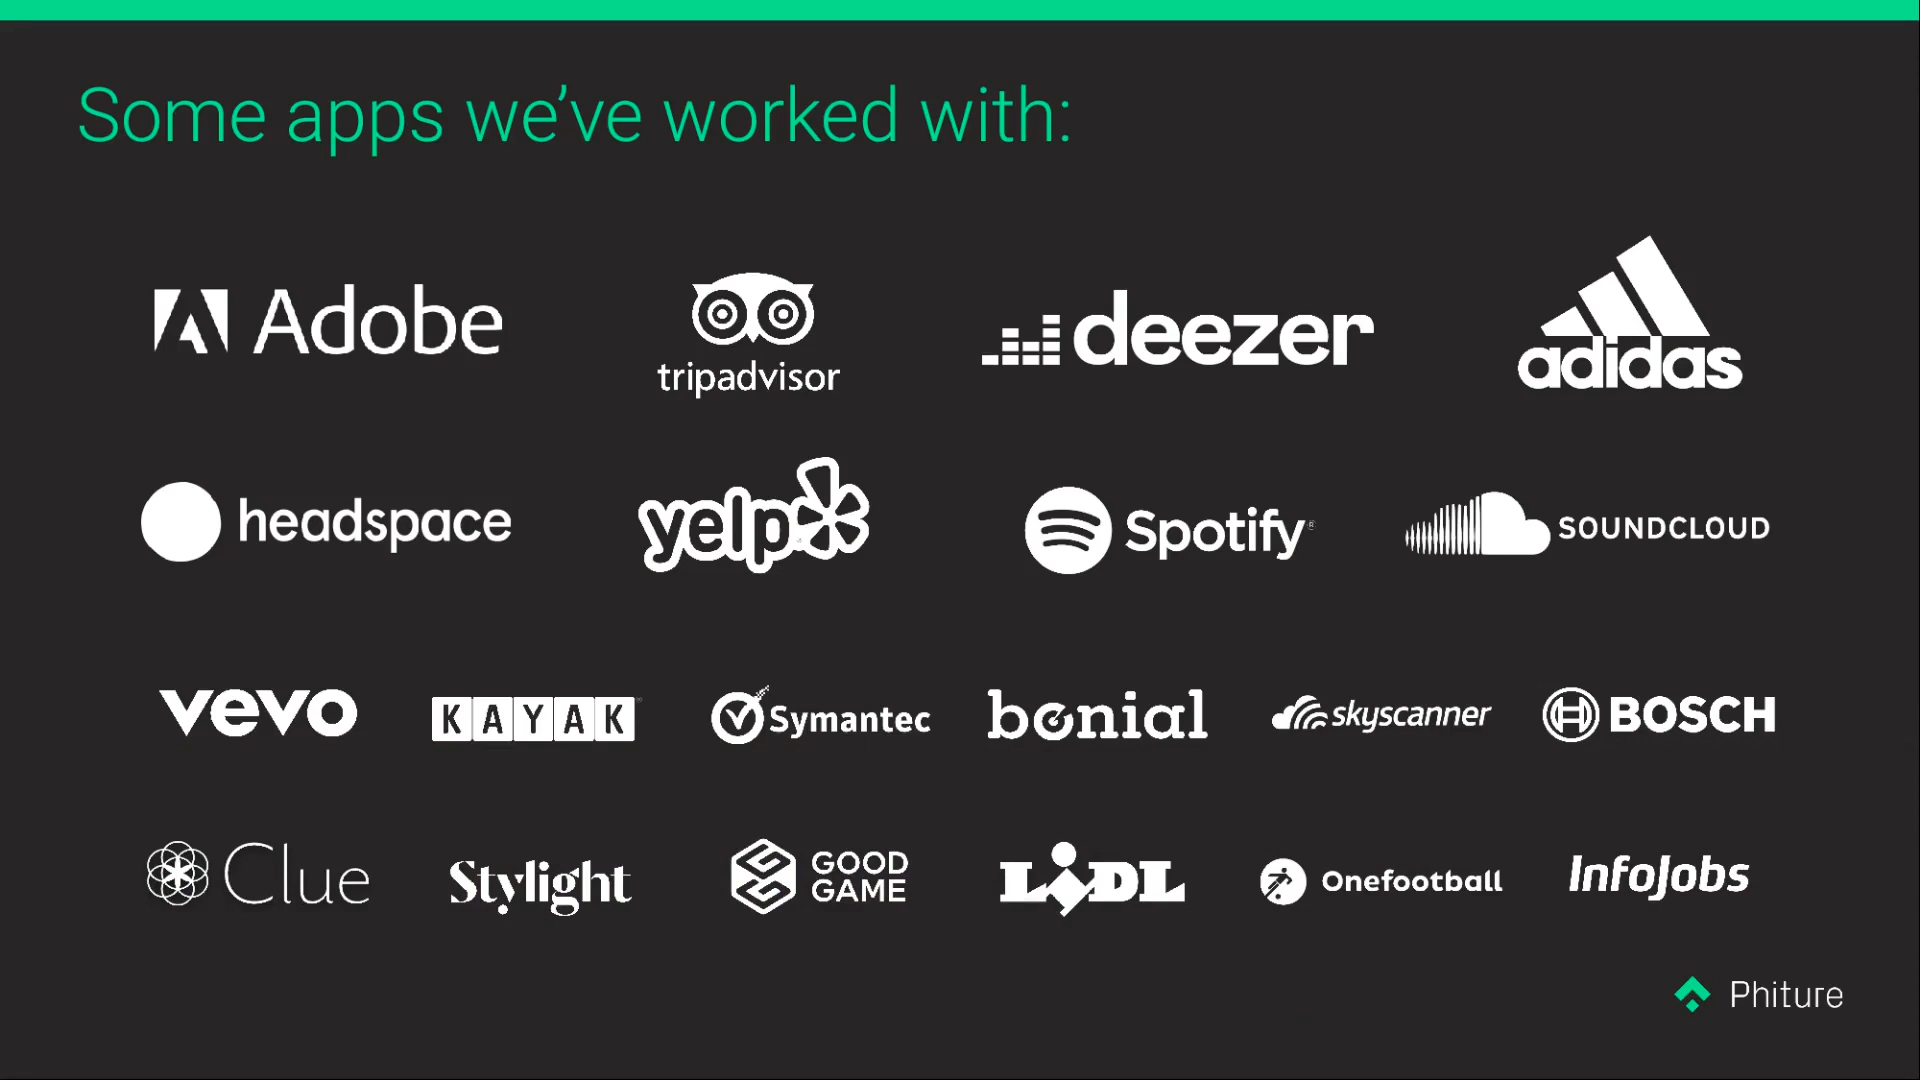 Some apps we’ve worked with:
Adobe
tripadvisor
deezer
adidas
headspace
yelp
Spotify
SOUNDCLOUD
vevo
KAYAK
Symantec
bonial
skyscanner
BOSCH
Clue
Stylight
GOOD
GAME
LiDL
Onefootball
InfoJobs
Phiture